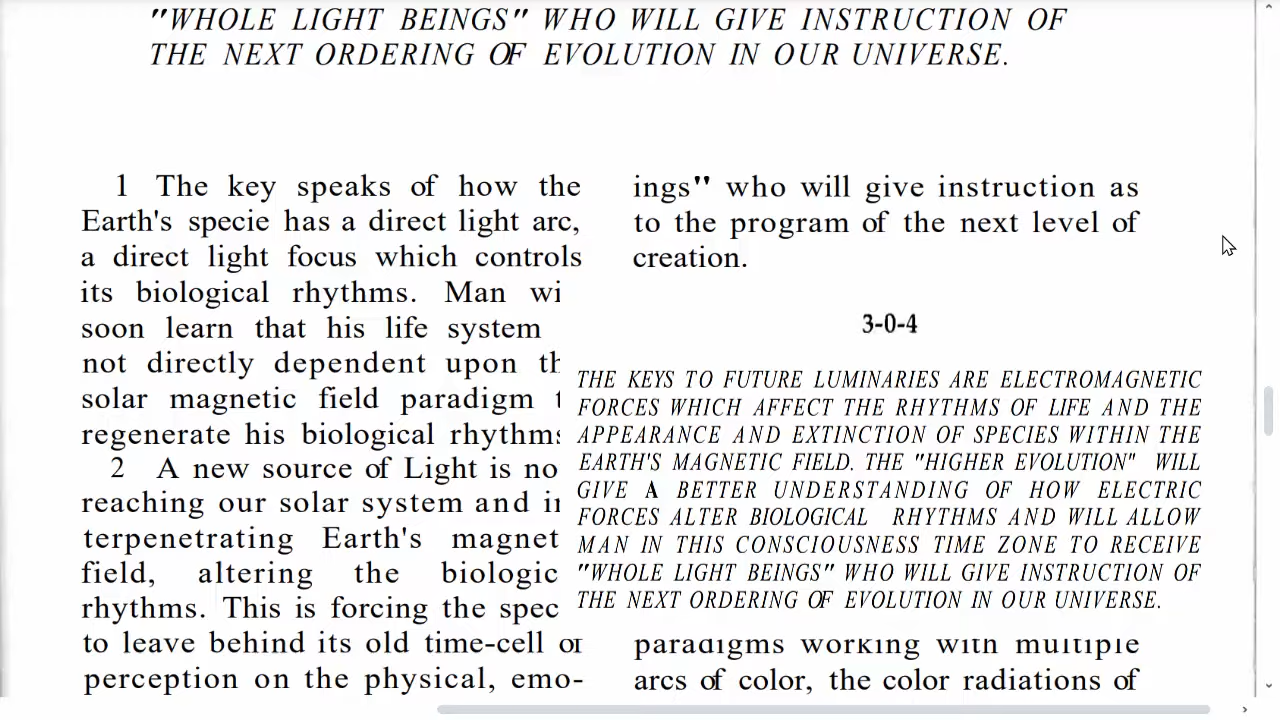 "WHOLE LIGHT BEINGS" WHO WILL GIVE INSTRUCTION OF
THE NEXT ORDERING OF EVOLUTION IN OUR UNIVERSE.
1 The key speaks of how the
Earth's specie has a direct light arc,
a direct light focus which controls
its biological rhythms. Man wi
soon learn that his life system
not directly dependent upon th
solar magnetic field paradigm t
regenerate his biological rhythms
2 A new source of Light is no
reaching our solar system and in
terpenetrating Earth's magnet
field, altering the biologic
rhythms. This is forcing the spec
to leave behind its old time-cell or
perception on the physical, emo-
ings" who will give instruction as
to the program of the next level of
creation.
3-0-4
THE KEYS TO FUTURE LUMINARIES ARE ELECTROMAGNETIC
FORCES WHICH AFFECT THE RHYTHMS OF LIFE AND THE
APPEARANCE AND EXTINCTION OF SPECIES WITHIN THE
EARTH'S MAGNETIC FIELD. THE "HIGHER EVOLUTION" WILL
GIVE A BETTER UNDERSTANDING OF HOW ELECTRIC
FORCES ALTER BIOLOGICAL RHYTHMS AND WILL ALLOW
MAN IN THIS CONSCIOUSNESS TIME ZONE TO RECEIVE
"WHOLE LIGHT BEINGS" WHO WILL GIVE INSTRUCTION OF
THE NEXT ORDERING OF EVOLUTION IN OUR UNIVERSE.
paradigms working with multiple
arcs of color, the color radiations of